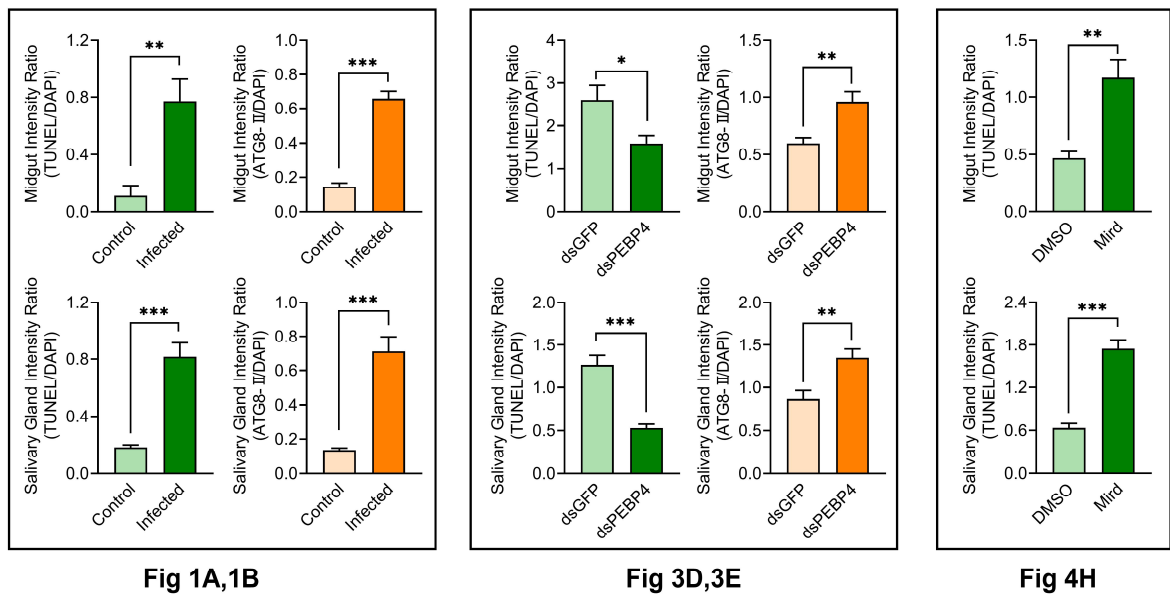 Midgut Intensity Ratio
(TUNEL/DAPI)
1.2
0.8
0.4
0.0
**
Control
Infected
Midgut Intensity Ratio
(ATG8- II/DAPI)
1.0
0.8
0.6
0.4
0.2
0.0
***
Control
Infected
Salivary Gland Intensity Ratio
(TUNEL/DAPI)
1.2
0.8
0.4
0.0
***
Control
Infected
Salivary Gland Intensity Ratio
(ATG8- II/DAPI)
1.0
0.8
0.6
0.4
0.2
0.0
***
Control
Infected
Fig 1A,1B
Midgut Intensity Ratio
(TUNEL/DAPI)
4
3
2
1
0
*
dsGFP
dsPEBP4
Midgut Intensity Ratio
(ATG8- II/DAPI)
1.5
1.0
0.5
0.0
**
dsGFP
dsPEBP4
Salivary Gland Intensity Ratio
(TUNEL/DAPI)
2.0
1.5
1.0
0.5
0.0
***
dsGFP
dsPEBP4
Salivary Gland Intensity Ratio
(ATG8- II/DAPI)
2.0
1.5
1.0
0.5
0.0
**
dsGFP
dsPEBP4
Fig 3D,3E
Midgut Intensity Ratio
(TUNEL/DAPI)
1.5
1.0
0.5
0.0
**
DMSO
Mird
Salivary Gland Intensity Ratio
(TUNEL/DAPI)
2.4
1.8
1.2
0.6
0.0
***
DMSO
Mird
Fig 4H